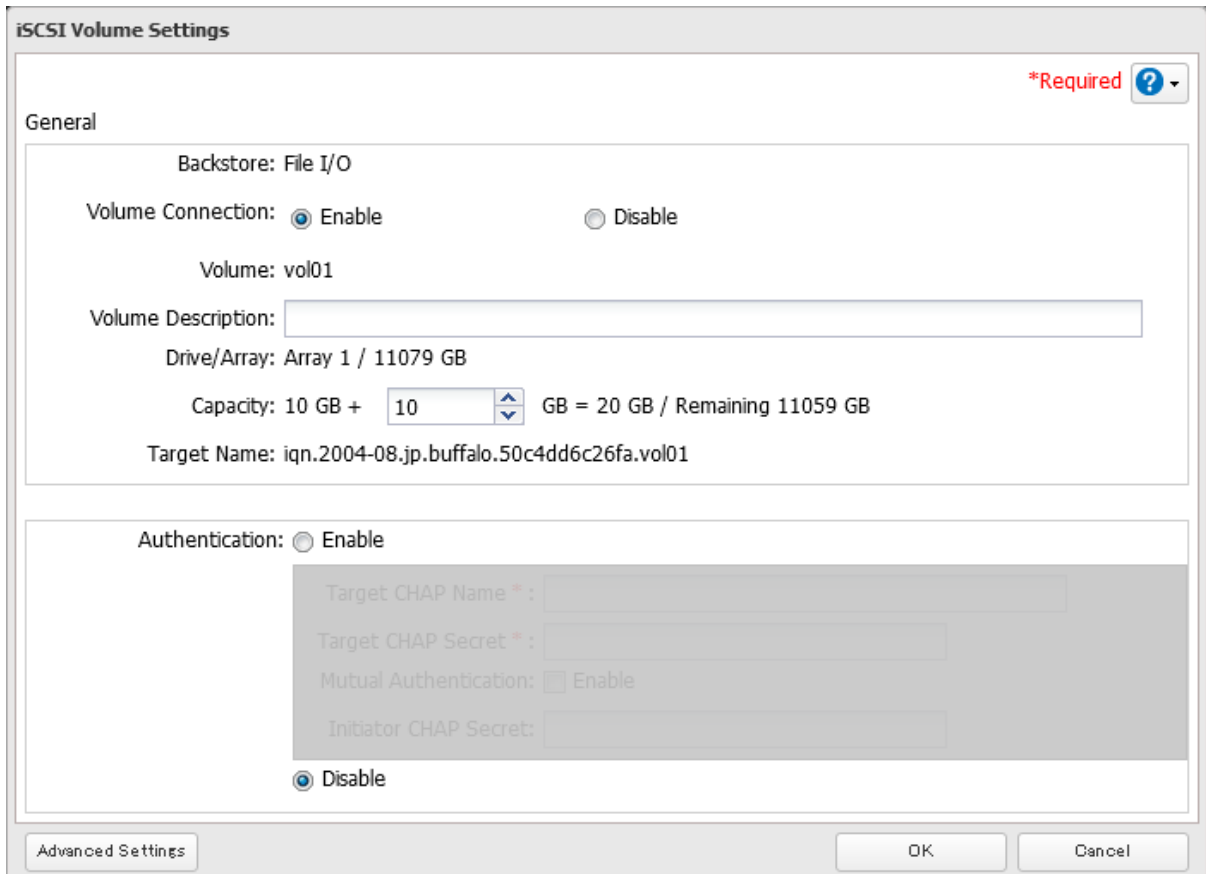 iSCSI Volume Settings
*Required ?
General
Backstore: File I/O
Volume Connection: Enable Disable
Volume: vol01
Volume Description:
Drive/Array: Array 1 / 11079 GB
Capacity: 10 GB + 10 GB = 20 GB / Remaining 11059 GB
Target Name: iqn.2004-08.jp.buffalo.50c4dd6c26fa.vol01
Authentication: Enable
Target CHAP Name * :
Target CHAP Secret * :
Mutual Authentication: Enable
Initiator CHAP Secret:
Disable
Advanced Settings OK Cancel